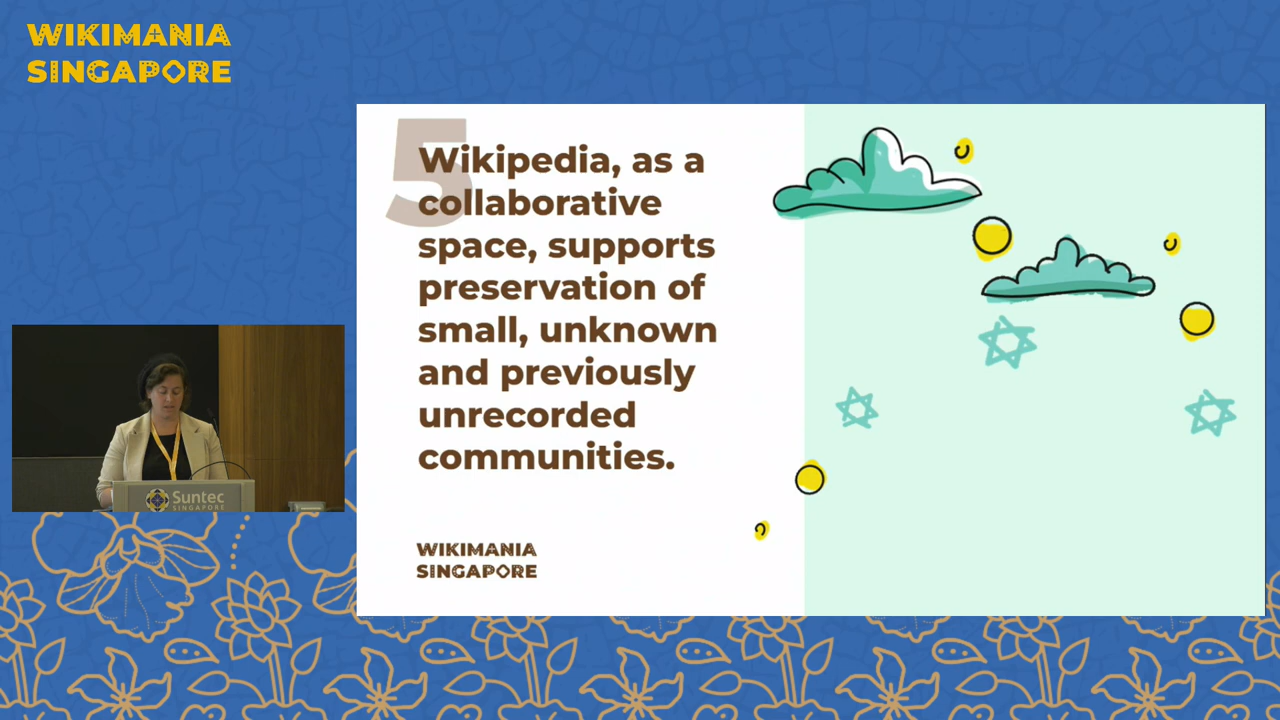 WIKIMANIA
SINGAPORE
5
Wikipedia, as a
collaborative
space, supports
preservation of
small, unknown
and previously
unrecorded
communities.
WIKIMANIA
SINGAPORE
Suntec
SINGAPORE